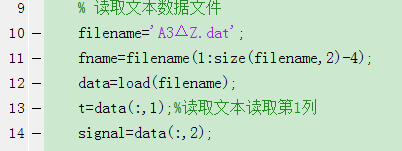 9 % 读取文本数据文件
10 — filename='A3△Z.dat';
11 — fname=filename(1:size(filename,2)-4);
12 — data=load(filename);
13 — t=data(:,1);%读取文本读取第1列
14 — signal=data(:,2);